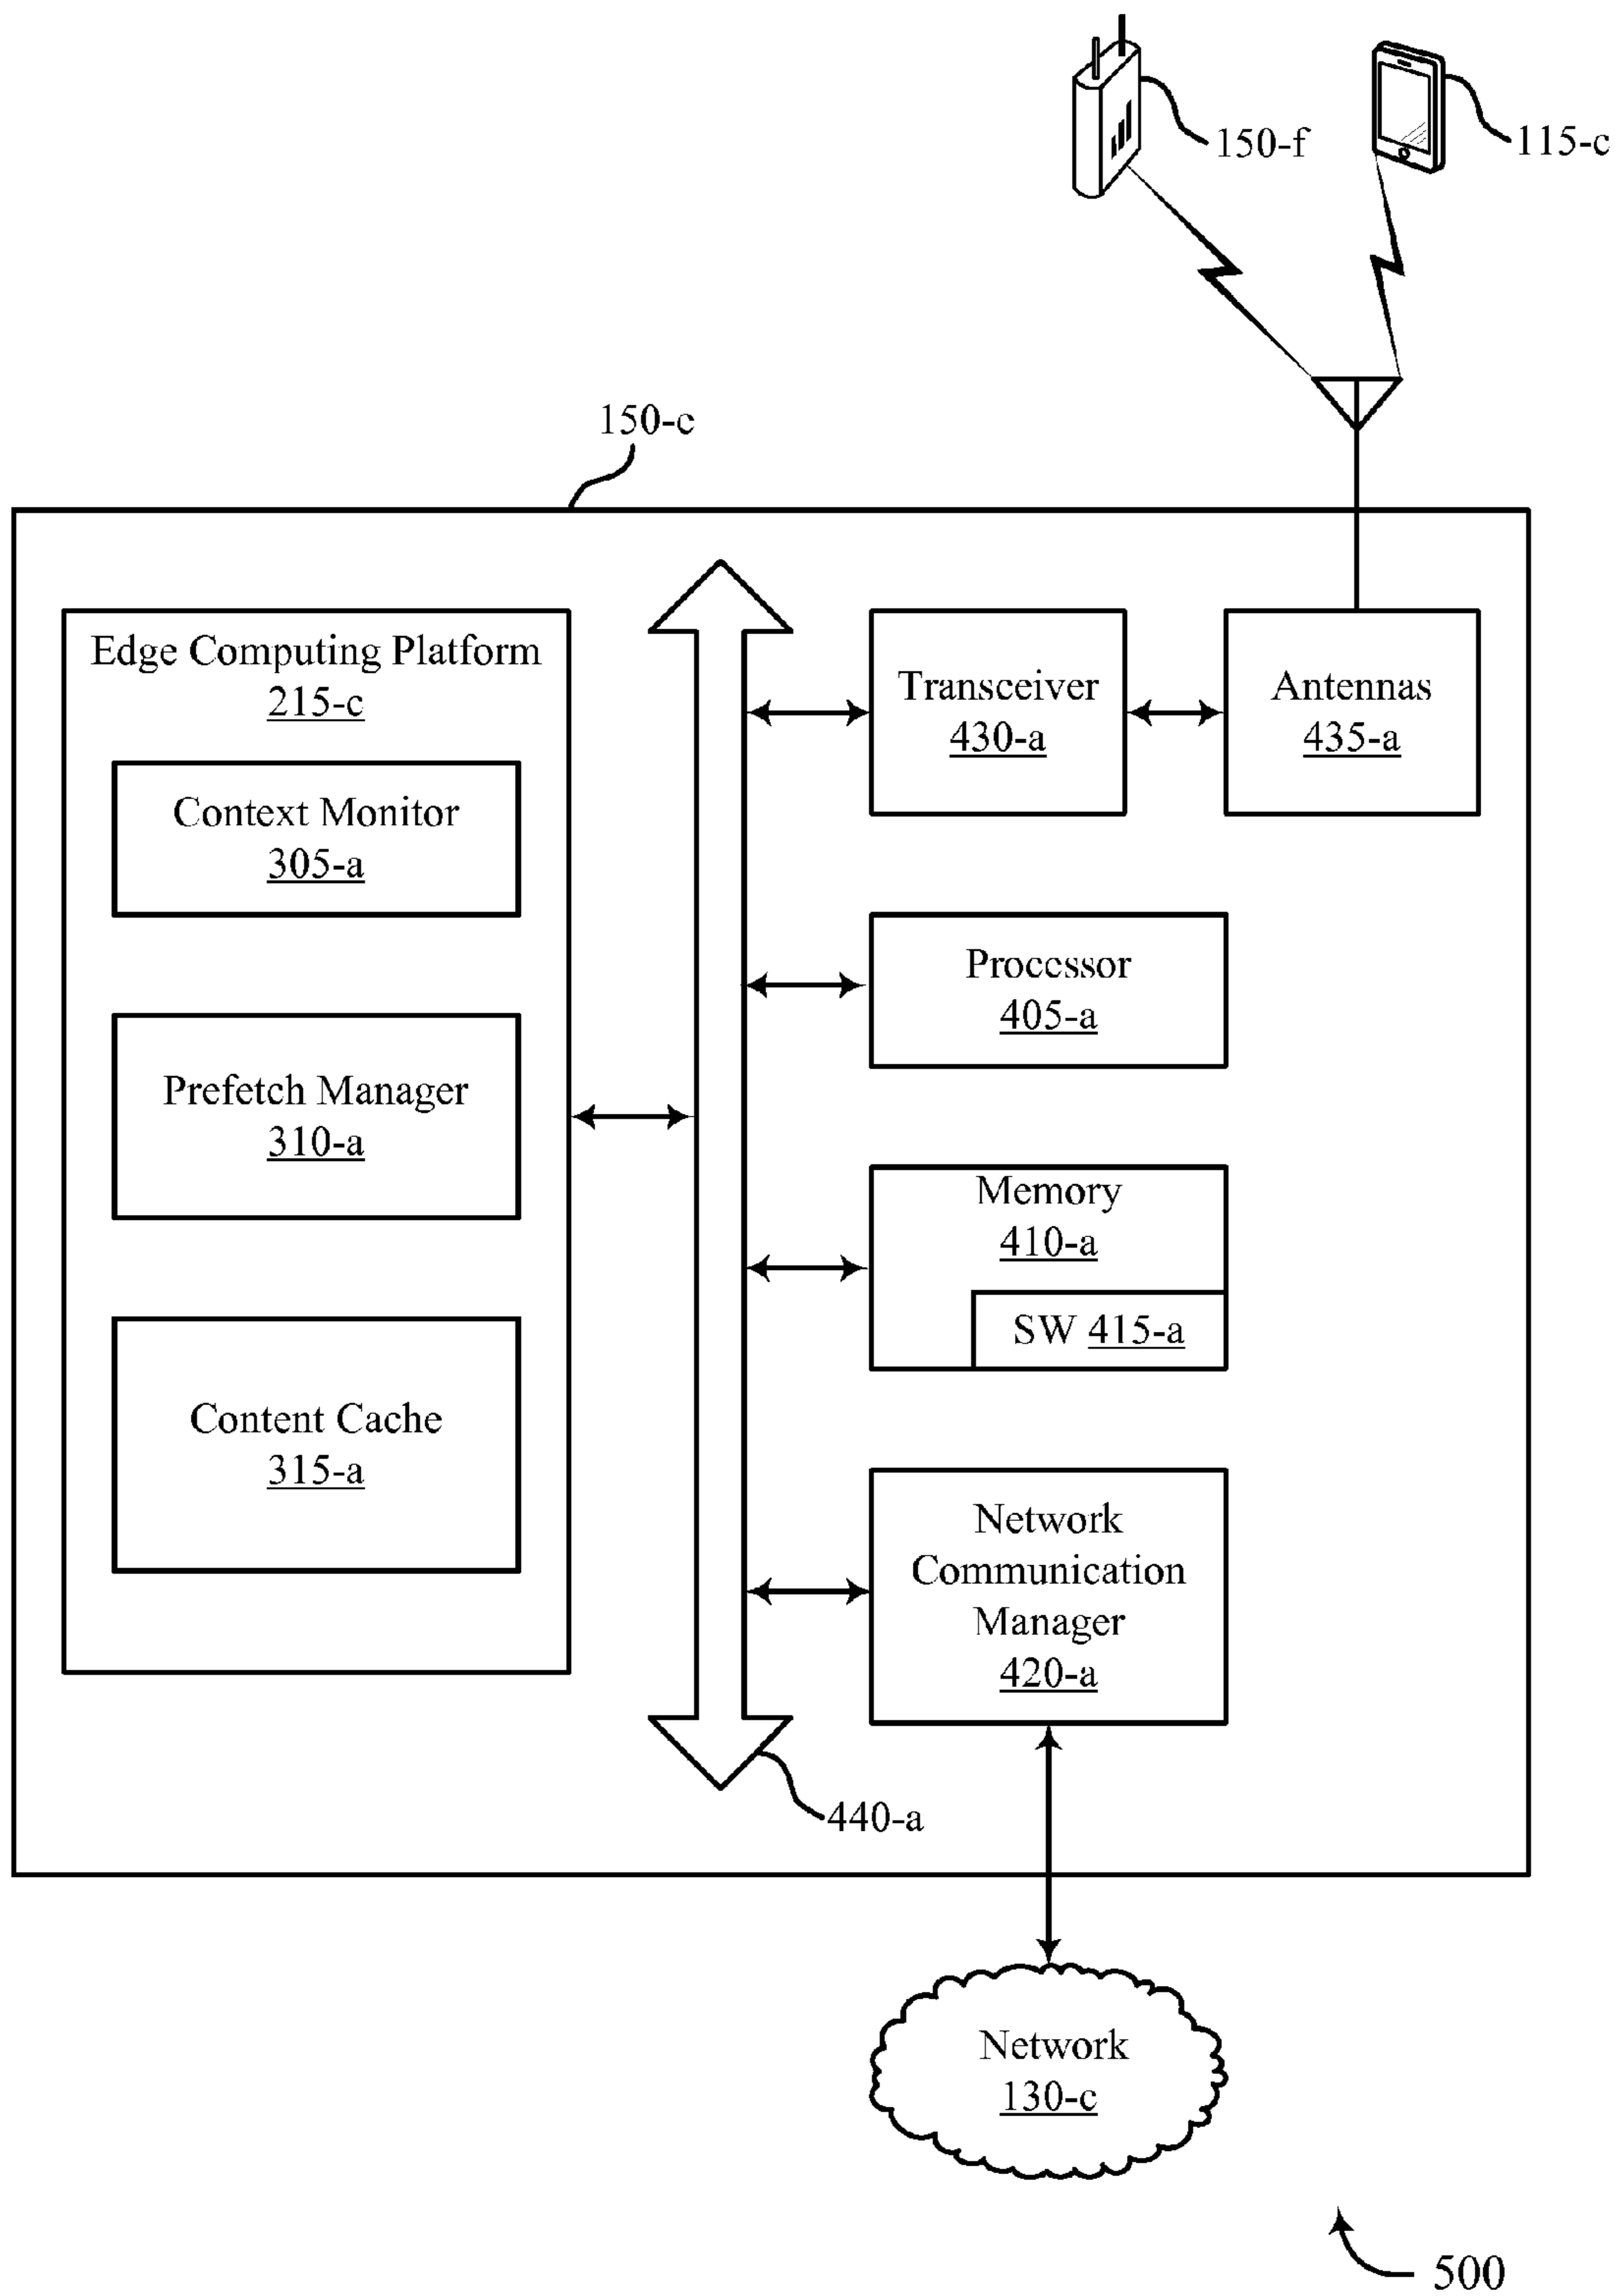 150-f
115-c
150-e
Edge Computing Platform
215-c
Context Monitor
305-a
Prefetch Manager
310-a
Content Cache
315-a
Transceiver
430-a
Antennas
435-a
Processor
405-a
Memory
410-a
SW 415-a
Network
Communication
Manager
420-a
440-a
Network
130-c
500